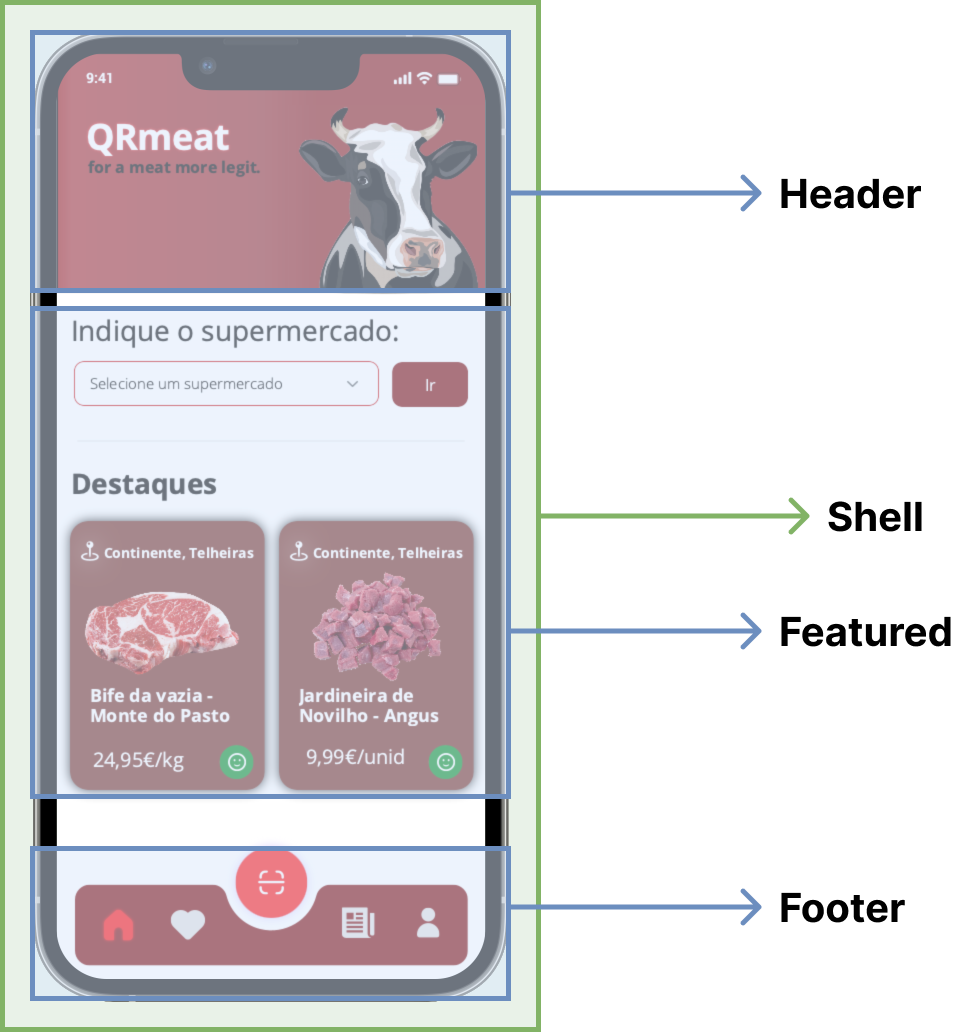 9:41
QRmeat
for a meat more legit.
Header
Indique o supermercado:
Selecione um supermercado
Ir
Destaques
Shell
Continente, Telheiras
Continente, Telheiras
Featured
Bife da vazia -
Monte do Pasto
24,95€/kg
Jardineira de
Novilho - Angus
9,99€/unid
Footer